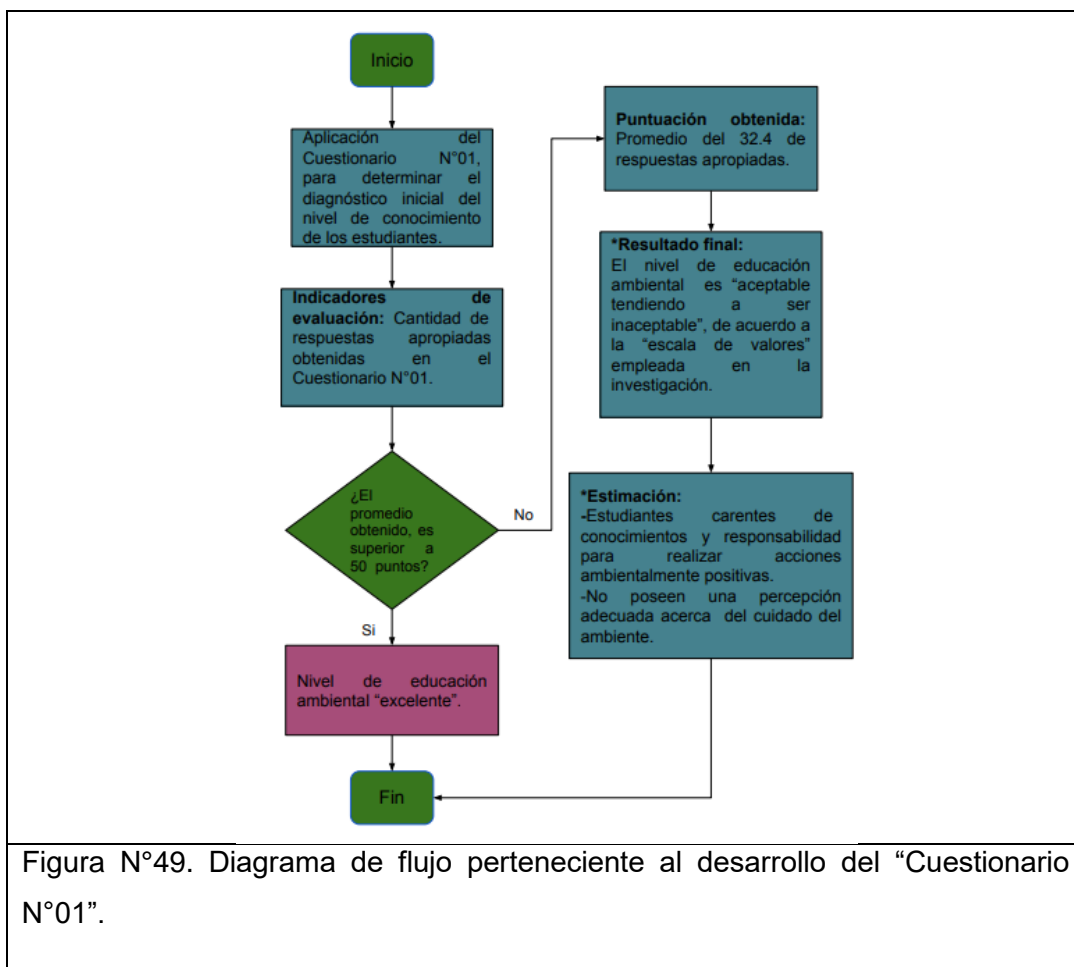 Inicio
Aplicación del
Cuestionario N°01,
para determinar el
diagnóstico inicial del
nivel de conocimiento
de los estudiantes.
Indicadores de
evaluación: Cantidad de
respuestas apropiadas
obtenidas en el
Cuestionario N°01.
¿El
promedio
obtenido, es
superior a
50 puntos?
No
Si
Nivel de educación
ambiental “excelente”.
Fin
Puntuación obtenida:
Promedio del 32.4 de
respuestas apropiadas.
*Resultado final:
El nivel de educación
ambiental es “aceptable
tendiendo a ser
inaceptable”, de acuerdo a
la “escala de valores”
empleada en la
investigación.
*Estimación:
-Estudiantes carentes de
conocimientos y responsabilidad
para realizar acciones
ambientalmente positivas.
-No poseen una percepción
adecuada acerca del cuidado del
ambiente.
Figura N°49. Diagrama de flujo perteneciente al desarrollo del “Cuestionario
N°01”.